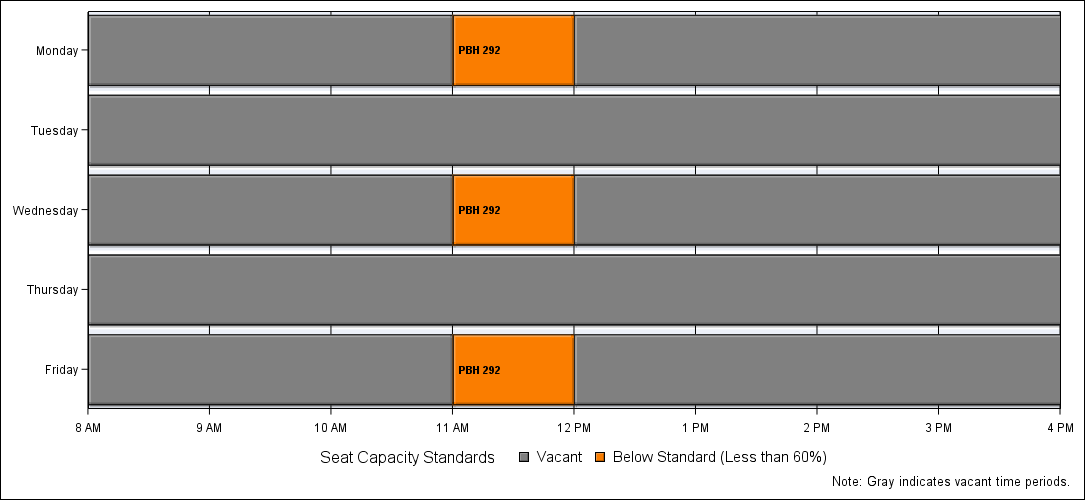 Monday
PBH 292
Tuesday
Wednesday
PBH 292
Thursday
Friday
PBH 292
8 AM 9 AM 10 AM 11 AM 12 PM 1 PM 2 PM 3 PM 4 PM
Seat Capacity Standards Vacant Below Standard (Less than 60%)
Note: Gray indicates vacant time periods.